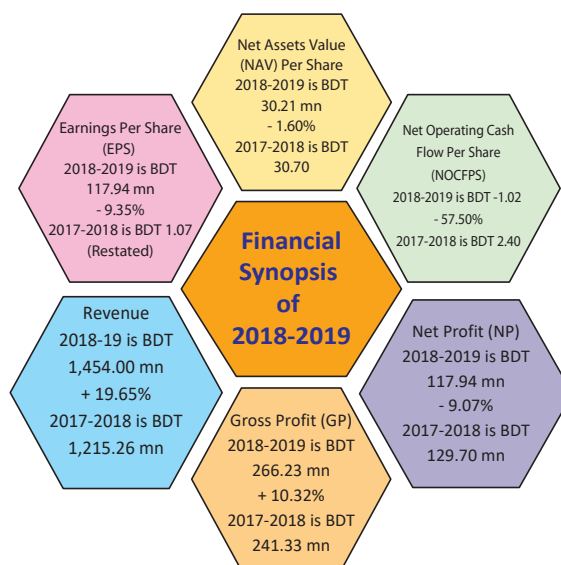 Net Assets Value
(NAV) Per Share
2018-2019 is BDT
30.21 mn
- 1.60%
2017-2018 is BDT
30.70
Earnings Per Share
(EPS)
2018-2019 is BDT
117.94 mn
- 9.35%
2017-2018 is BDT 1.07
(Restated)
Net Operating Cash
Flow Per Share
(NOCFPS)
2018-2019 is BDT -1.02
- 57.50%
2017-2018 is BDT 2.40
Financial
Synopsis
of
2018-2019
Revenue
2018-19 is BDT
1,454.00 mn
+ 19.65%
2017-2018 is BDT
1,215.26 mn
Net Profit (NP)
2018-2019 is BDT
117.94 mn
- 9.07%
2017-2018 is BDT
129.70 mn
Gross Profit (GP)
2018-2019 is BDT
266.23 mn
+ 10.32%
2017-2018 is BDT
241.33 mn